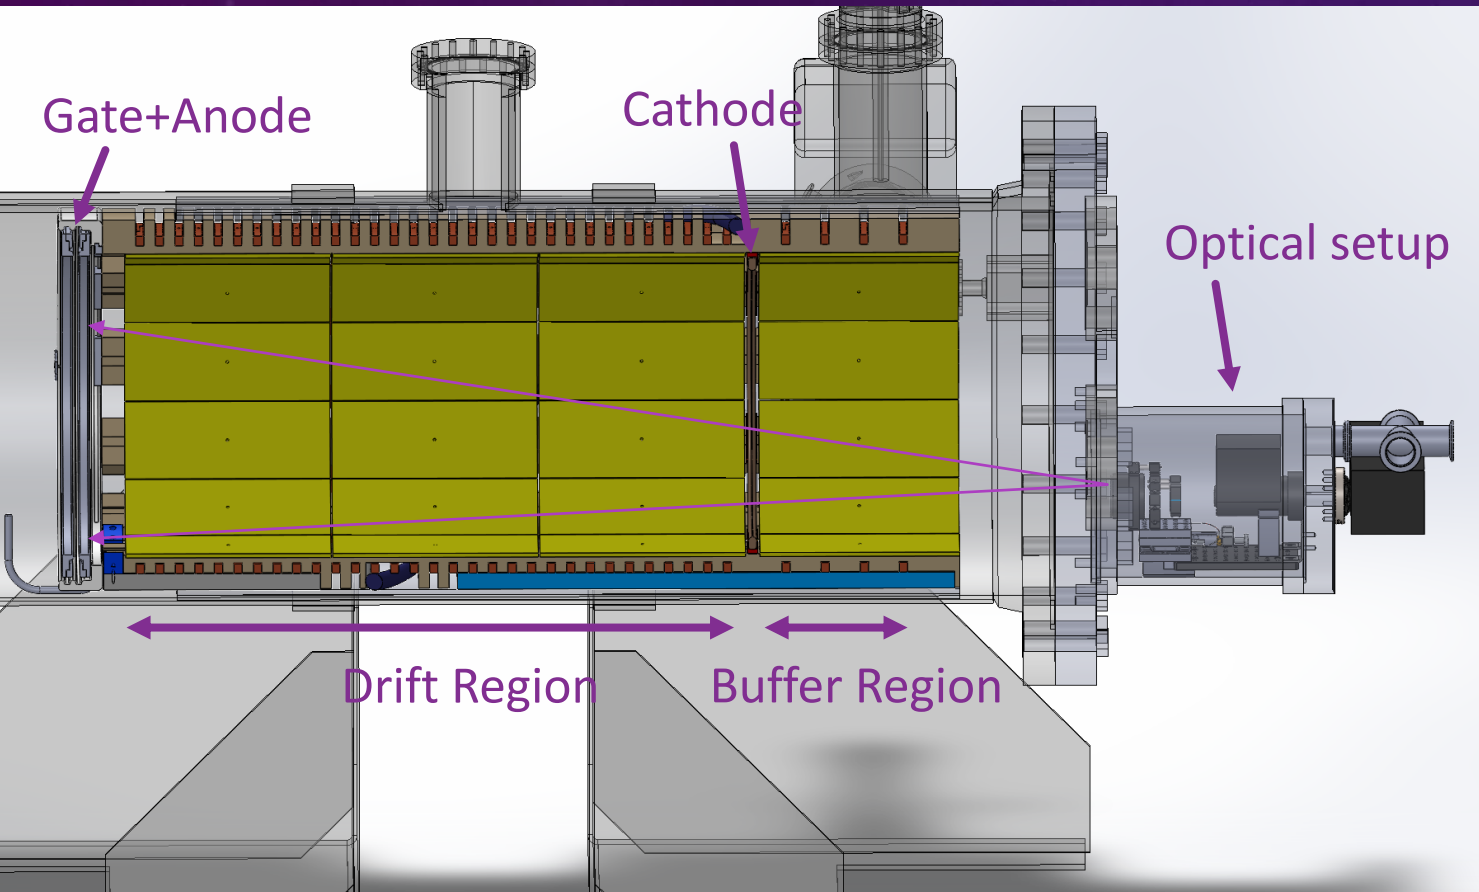 Gate+Anode
Cathode
Optical setup
Drift Region
Buffer Region